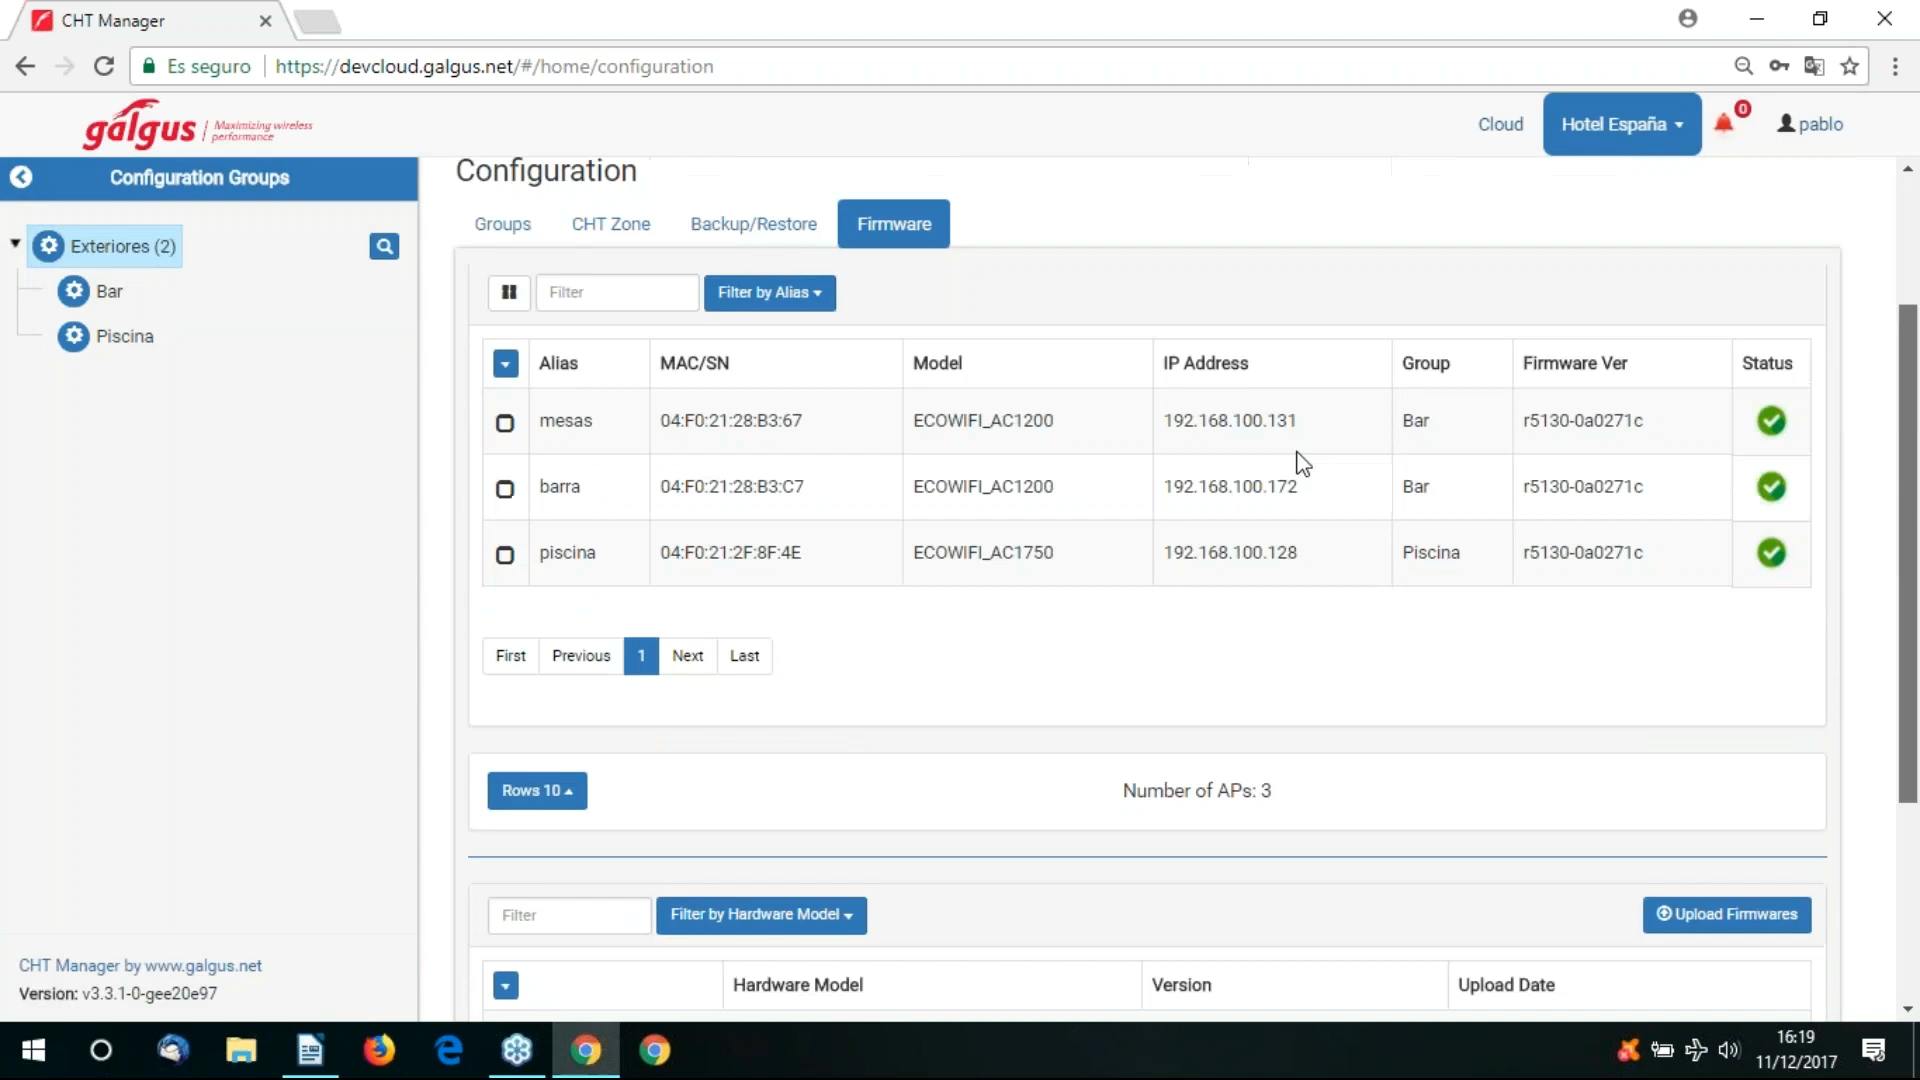 CHT Manager
Es seguro
https://devcloud.galgus.net/#/home/configuration
galgus
Maximizing wireless
performance
Cloud
Hotel España
0
pablo
Configuration Groups
Exteriores (2)
Bar
Piscina
CHT Manager by www.galgus.net
Version: v3.3.1-0-gee20e97
Configuration
Groups
CHT Zone
Backup/Restore
Firmware
Filter
Filter by Alias
Alias MAC/SN Model IP Address Group Firmware Ver Status
mesas 04:F0:21:28:B3:67 ECOWIFI_AC1200 192.168.100.131 Bar r5130-0a0271c
barra 04:F0:21:28:B3:C7 ECOWIFI_AC1200 192.168.100.172 Bar r5130-0a0271c
piscina 04:F0:21:2F:8F:4E ECOWIFI_AC1750 192.168.100.128 Piscina r5130-0a0271c
First Previous 1 Next Last
Rows 10
Number of APs: 3
Filter
Filter by Hardware Model
Upload Firmwares
Hardware Model Version Upload Date
16:19
11/12/2017